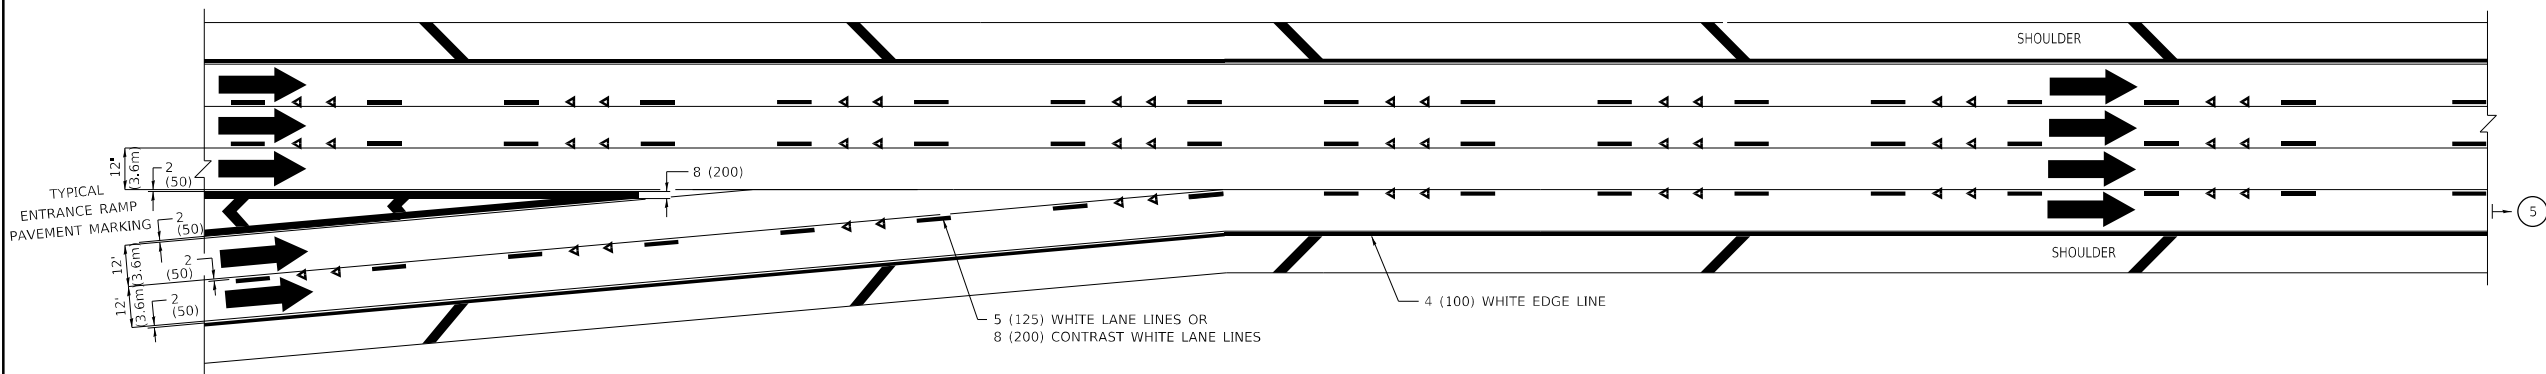 SHOULDER
12'
(3.6m)
2
(50)
8 (200)
TYPICAL
ENTRANCE RAMP
PAVEMENT MARKING
2
(50)
5
12'
(3.6m)
2
(50)
SHOULDER
12'
(3.6m)
2
(50)
4 (100) WHITE EDGE LINE
5 (125) WHITE LANE LINES OR
8 (200) CONTRAST WHITE LANE LINES